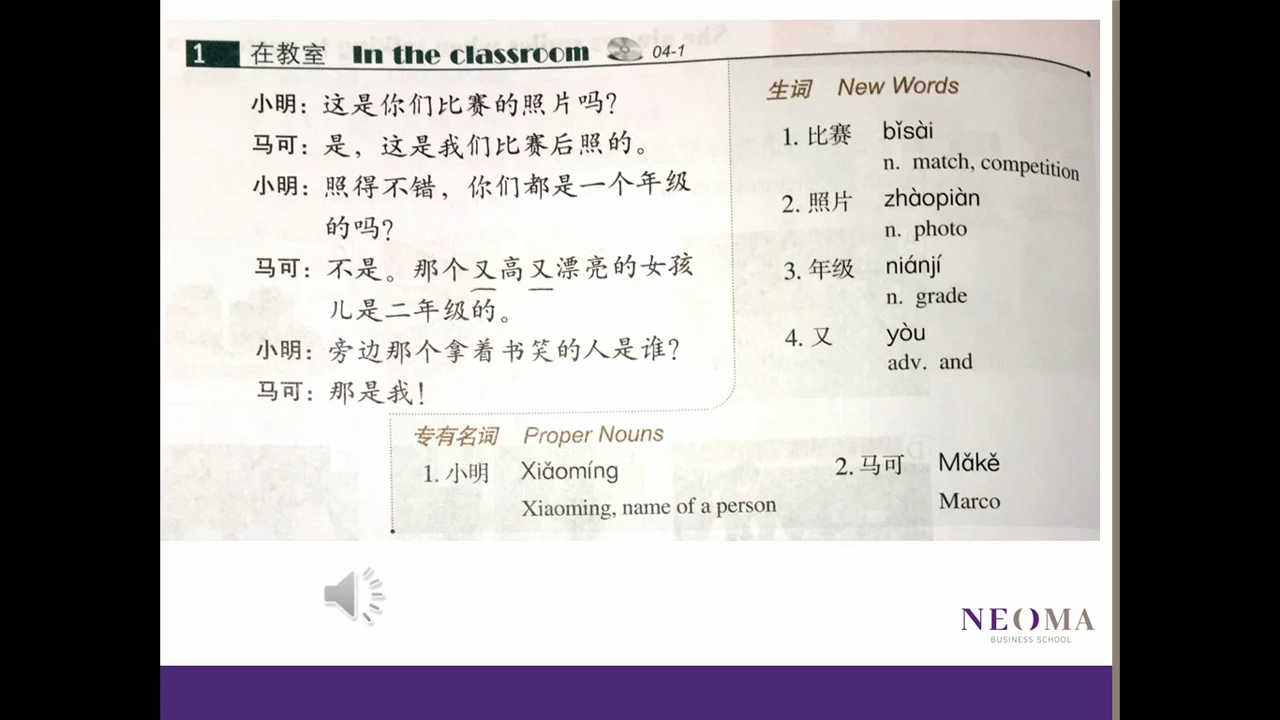 1 在教室 In the classroom 04-1
小明：这是你们比赛的照片吗？
马可：是，这是我们比赛后照的。
小明：照得不错，你们都是一个年级
的吗？
马可：不是。那个又高又漂亮的女孩
儿是二年级的。
小明：旁边那个拿着书笑的人是谁？
马可：那是我！
生词 New Words
1. 比赛 bǐsài
n. match, competition
2. 照片 zhàopiàn
n. photo
3. 年级 niánjí
n. grade
4. 又 yòu
adv. and
专有名词 Proper Nouns
1. 小明 Xiǎomíng
Xiaoming, name of a person
2. 马可 Mǎkě
Marco
NEOMA
BUSINESS SCHOOL